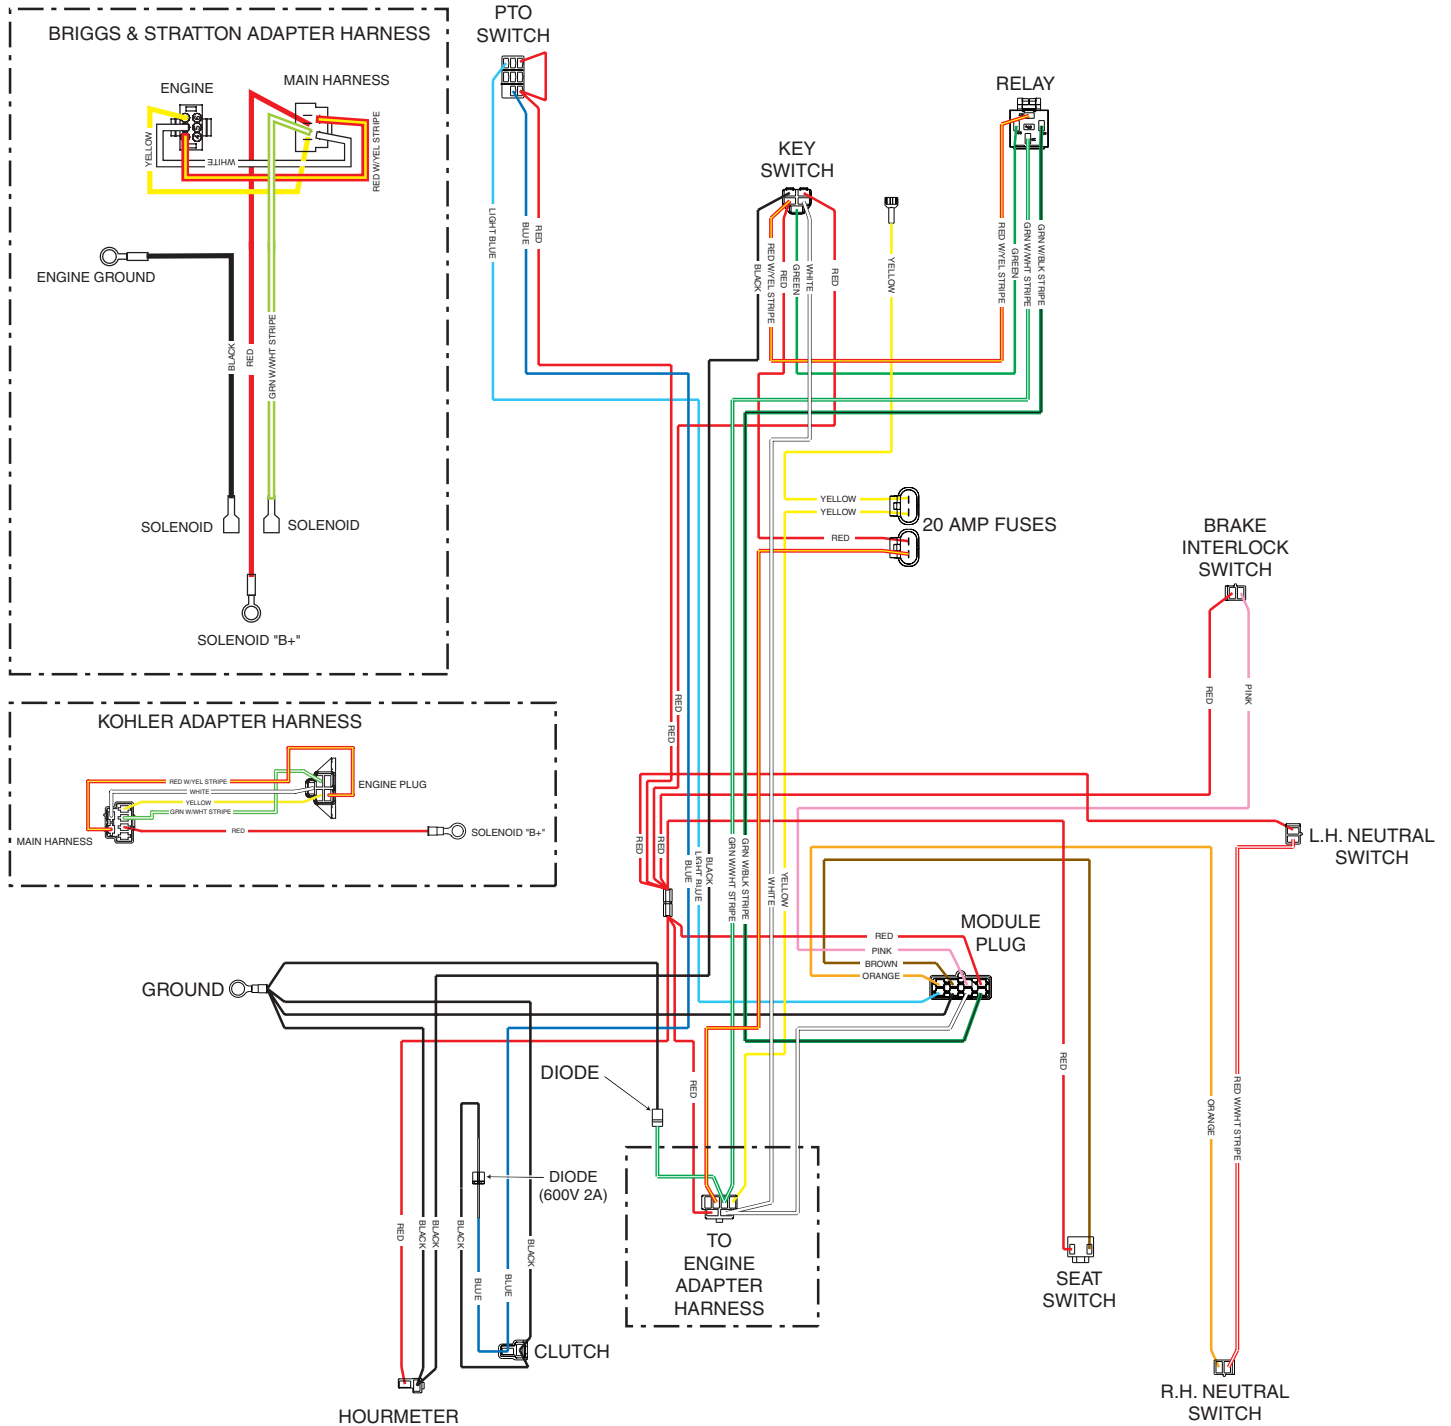 BRIGGS & STRATTON ADAPTER HARNESS
ENGINE
MAIN HARNESS
YELLOW
WHITE
RED W/YEL STRIPE
ENGINE GROUND
BLACK
RED
GRN W/WHT STRIPE
SOLENOID
SOLENOID
SOLENOID "B+"
KOHLER ADAPTER HARNESS
RED W/YEL STRIPE
WHITE
YELLOW
GRN W/WHT STRIPE
RED
ENGINE PLUG
MAIN HARNESS
SOLENOID "B+"
PTO
SWITCH
LIGHT BLUE
BLUE
RED
KEY
SWITCH
BLACK
RED W/YEL STRIPE
RED
GREEN
WHITE
RED
YELLOW
RELAY
RED W/YEL STRIPE
GREEN
GRN W/WHT STRIPE
GRN W/BLK STRIPE
YELLOW
YELLOW
RED
20 AMP FUSES
BRAKE
INTERLOCK
SWITCH
RED
PINK
RED
RED
RED
RED
BLUE
LIGHT BLUE
BLACK
GRN W/WHT STRIPE
GRN W/BLK STRIPE
WHITE
YELLOW
L.H. NEUTRAL
SWITCH
MODULE
PLUG
RED
PINK
BROWN
ORANGE
GROUND
DIODE
RED
DIODE
(600V 2A)
RED
BLACK
BLACK
BLACK
BLUE
BLUE
BLACK
RED
ORANGE
RED W/WHT STRIPE
TO
ENGINE
ADAPTER
HARNESS
SEAT
SWITCH
CLUTCH
HOURMETER
R.H. NEUTRAL
SWITCH